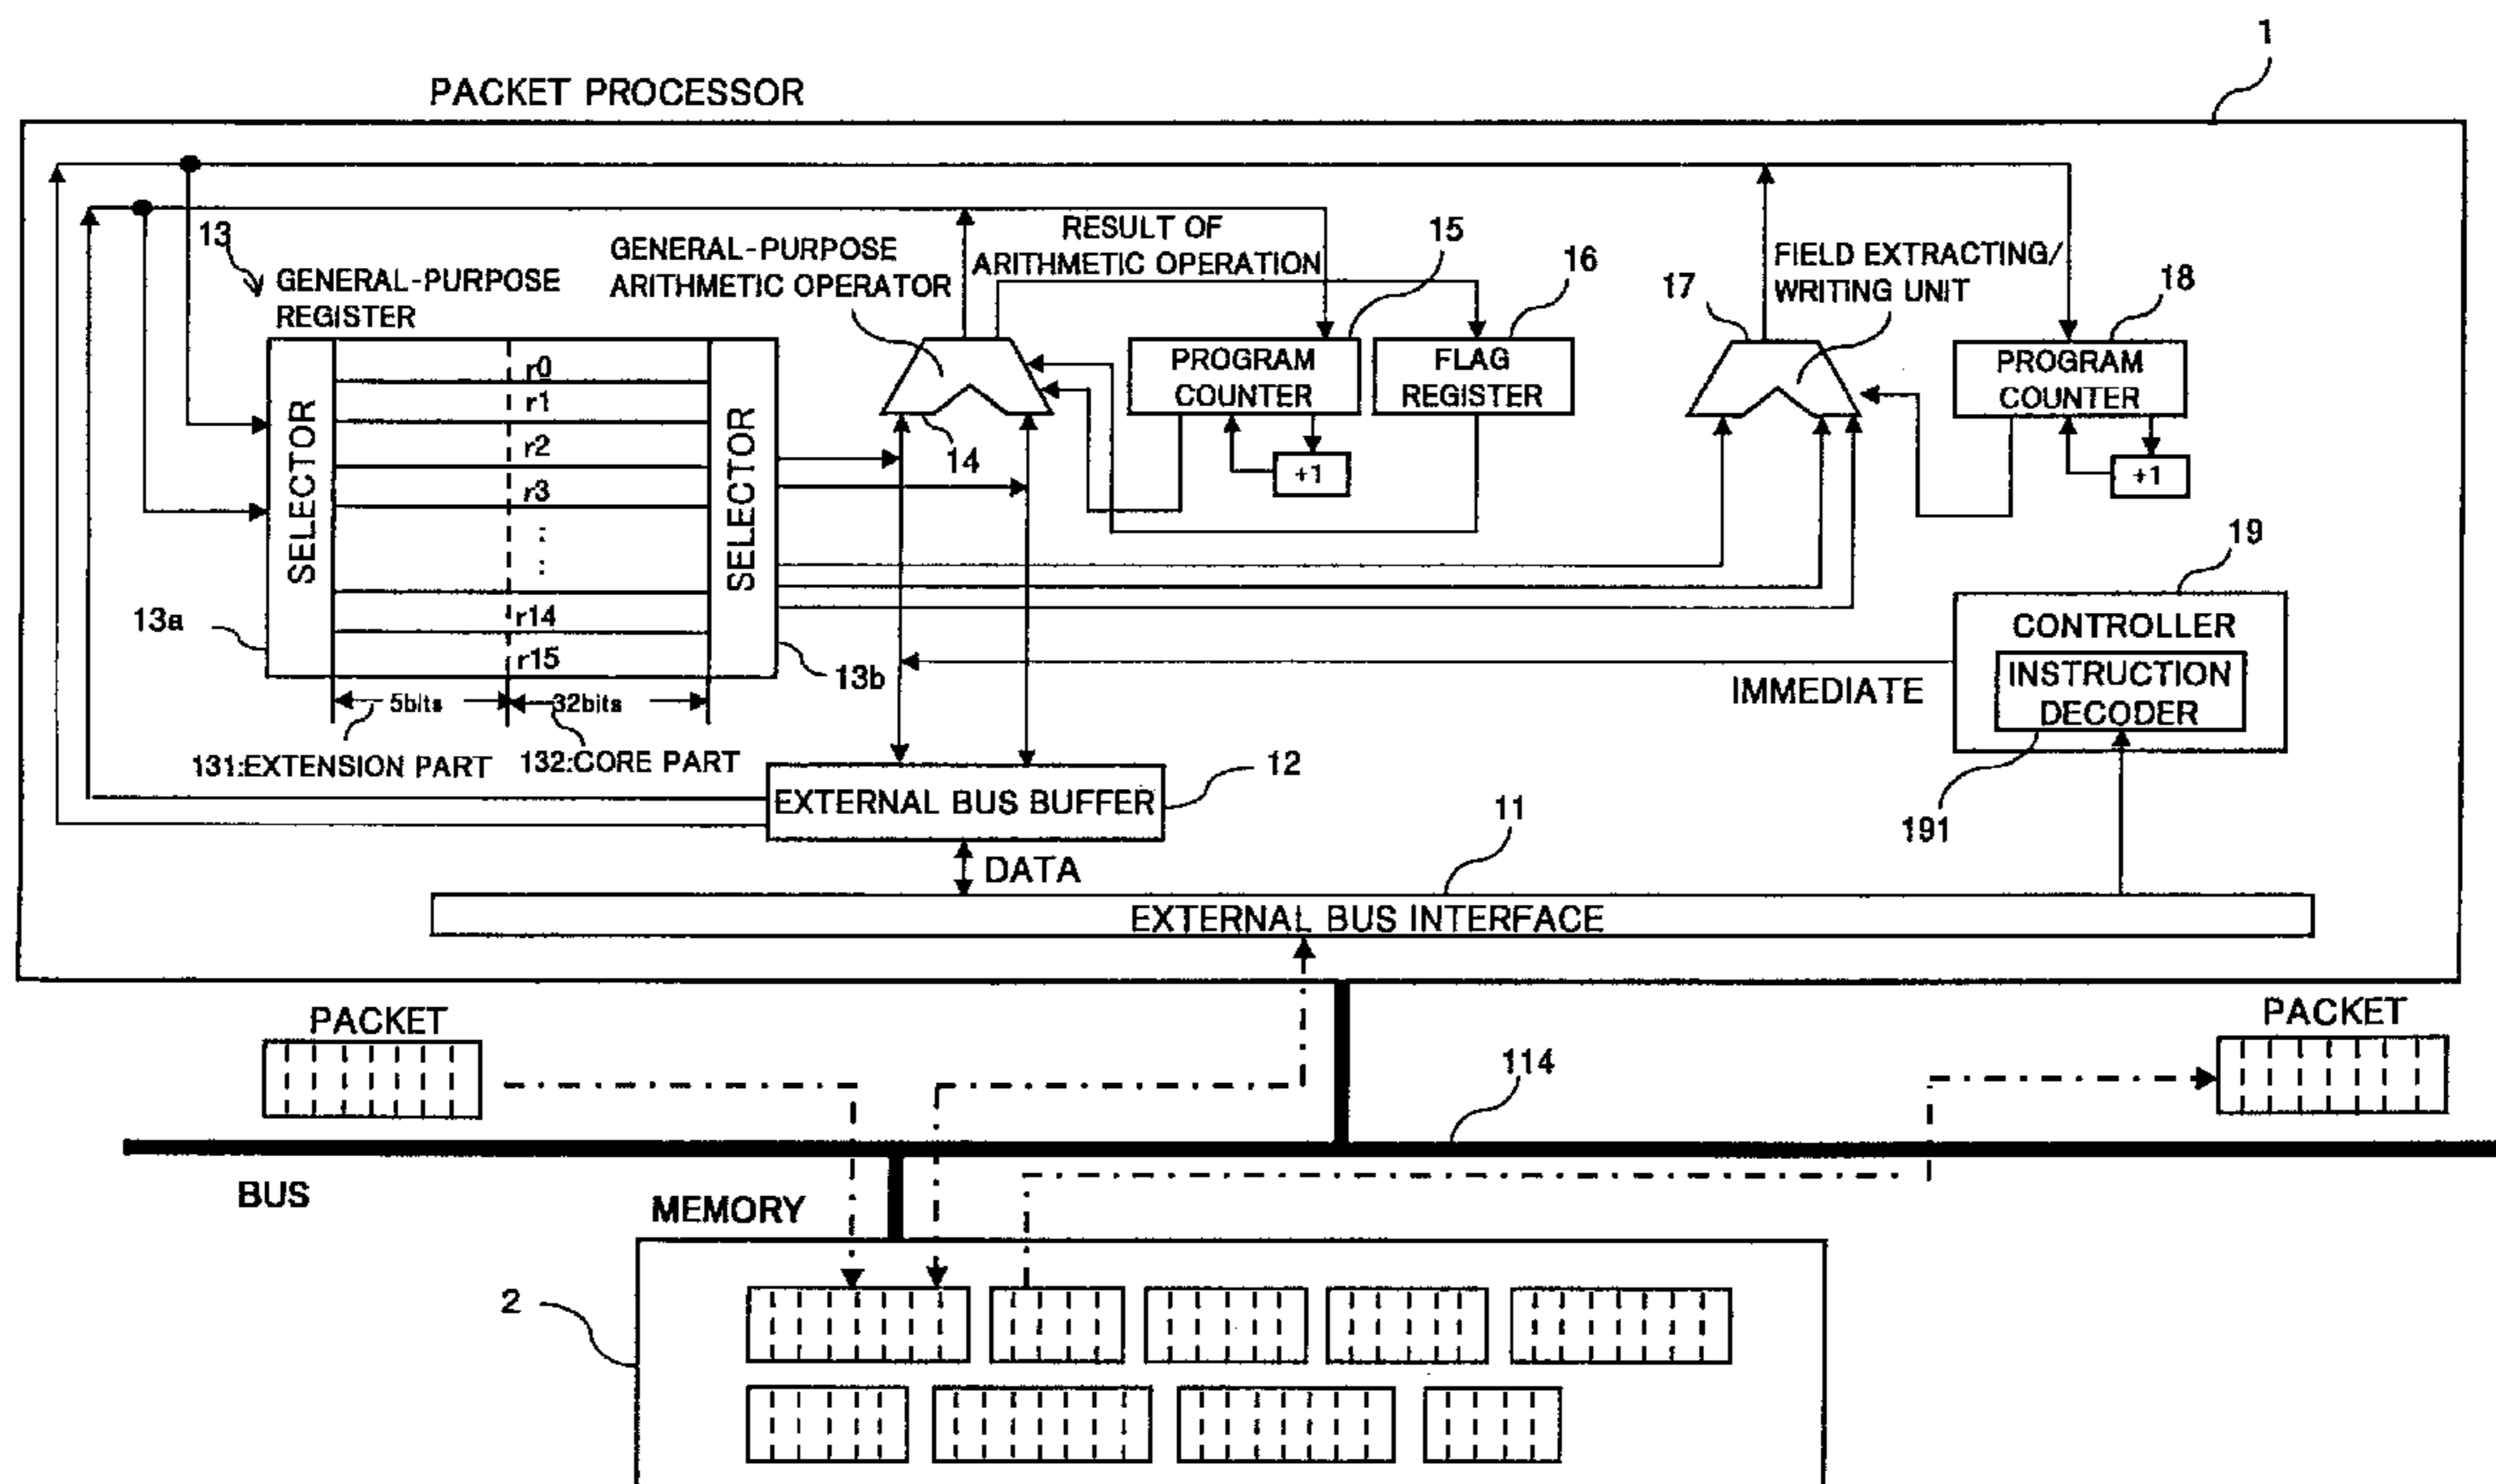 1
PACKET PROCESSOR
13
GENERAL-PURPOSE
REGISTER
GENERAL-PURPOSE
ARITHMETIC OPERATOR
RESULT OF
ARITHMETIC OPERATION
15
16
17
FIELD EXTRACTING/
WRITING UNIT
18
SELECTOR
r0
r1
r2
r3
:
:
r14
r15
SELECTOR
14
PROGRAM
COUNTER
+1
FLAG
REGISTER
PROGRAM
COUNTER
+1
13a
13b
5bits
32bits
131:EXTENSION PART
132:CORE PART
19
CONTROLLER
INSTRUCTION
DECODER
IMMEDIATE
191
EXTERNAL BUS BUFFER
12
DATA
11
EXTERNAL BUS INTERFACE
PACKET
PACKET
114
BUS
MEMORY
2